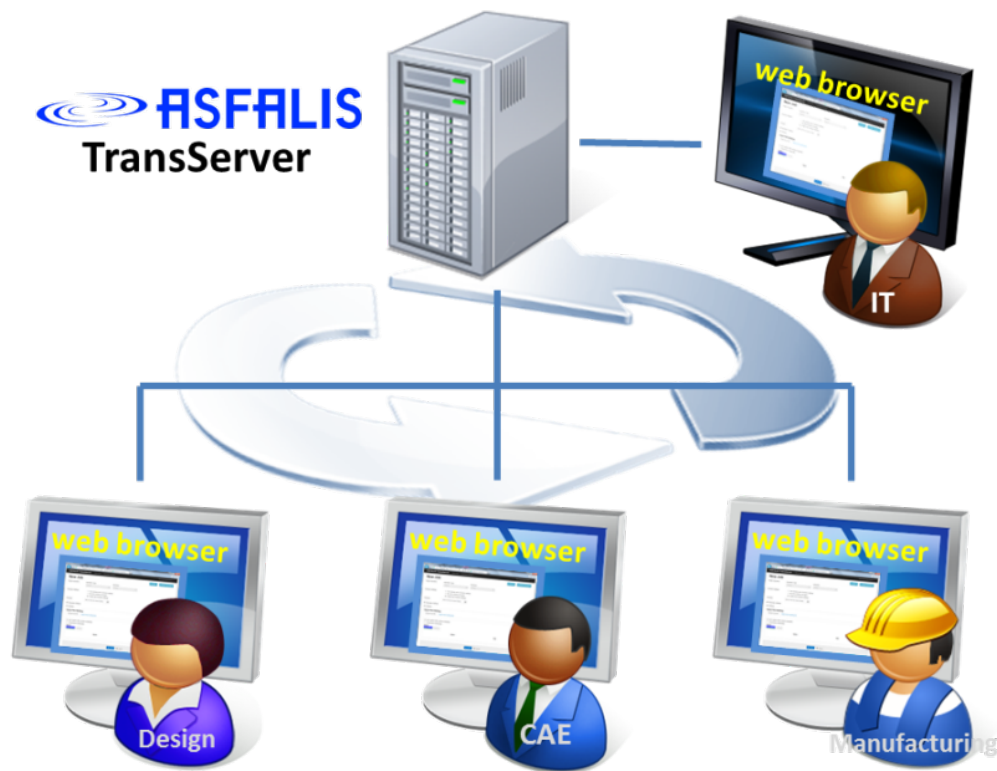 ASFALIS
TransServer
web browser
IT
web browser
web browser
web browser
Design
CAE
Manufacturing